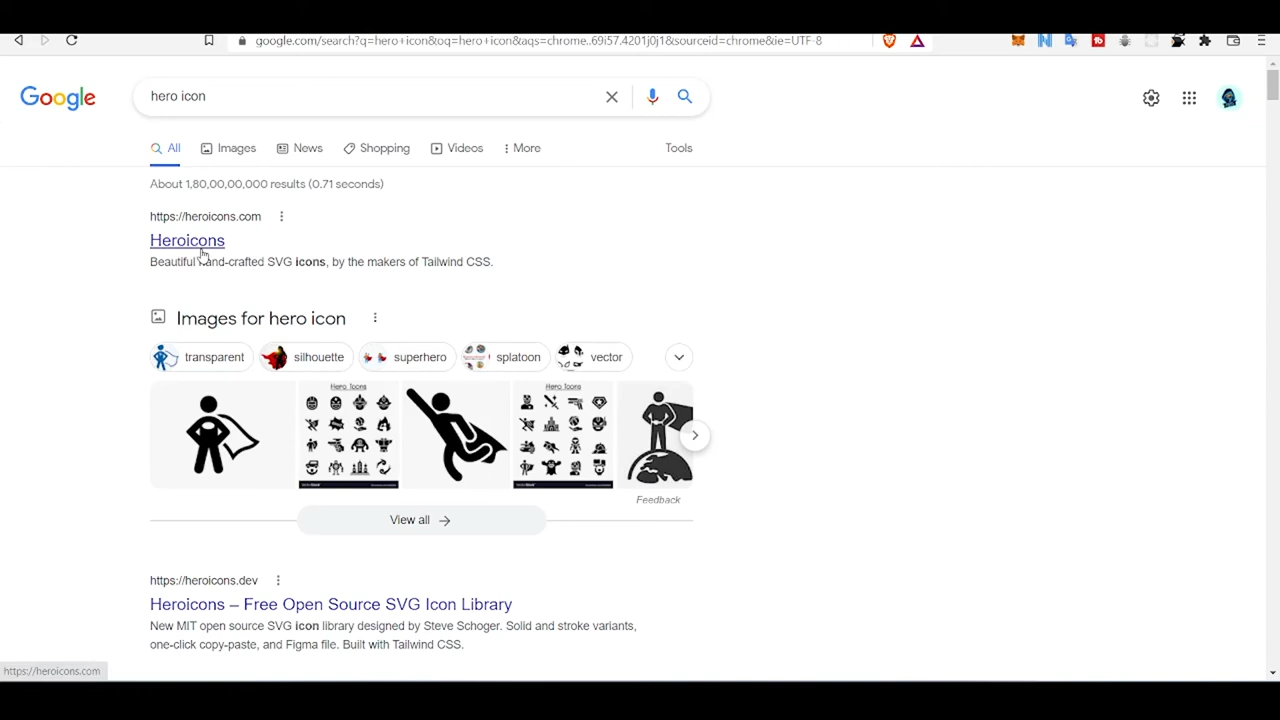 google.com/search?q=hero+icon&oq=hero+icon&aqs=chrome..69i57.4201j0j1&sourceid=chrome&ie=UTF-8
Google
hero icon
All
Images
News
Shopping
Videos
More
Tools
About 1,80,00,00,000 results (0.71 seconds)
https://heroicons.com
Heroicons
Beautiful hand-crafted SVG icons, by the makers of Tailwind CSS.
Images for hero icon
transparent
silhouette
superhero
splatoon
vector
Hero Toons
Hero Toons
Feedback
View all
https://heroicons.dev
Heroicons – Free Open Source SVG Icon Library
New MIT open source SVG icon library designed by Steve Schoger. Solid and stroke variants,
one-click copy-paste, and Figma file. Built with Tailwind CSS.
https://heroicons.com